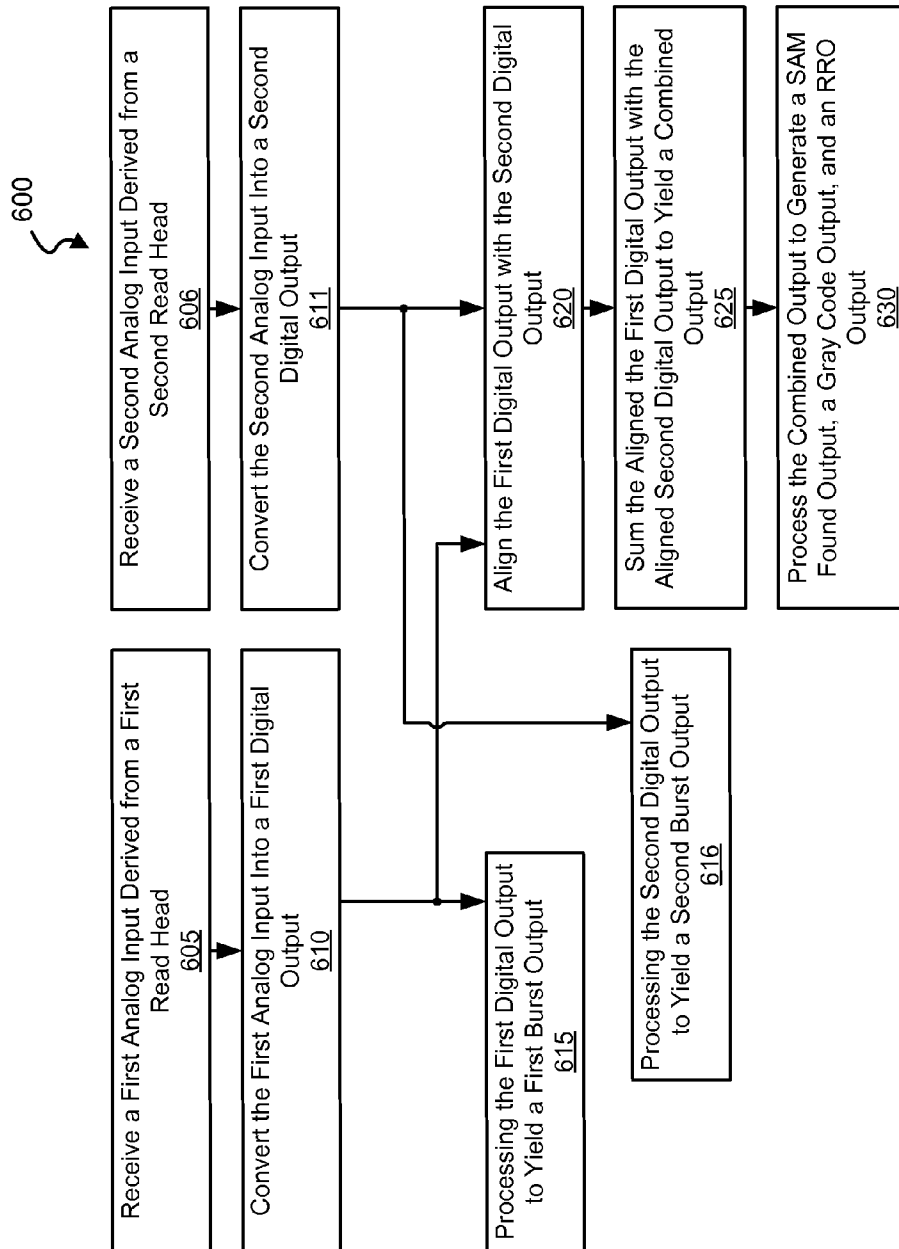 600
Receive a First Analog Input Derived from a First
Read Head
605
Convert the First Analog Input Into a First Digital
Output
610
Processing the First Digital Output
to Yield a First Burst Output
615
Receive a Second Analog Input Derived from a
Second Read Head
606
Convert the Second Analog Input Into a Second
Digital Output
611
Processing the Second Digital Output
to Yield a Second Burst Output
616
Align the First Digital Output with the Second Digital
Output
620
Sum the Aligned the First Digital Output with the
Aligned Second Digital Output to Yield a Combined
Output
625
Process the Combined Output to Generate a SAM
Found Output, a Gray Code Output, and an RRO
Output
630